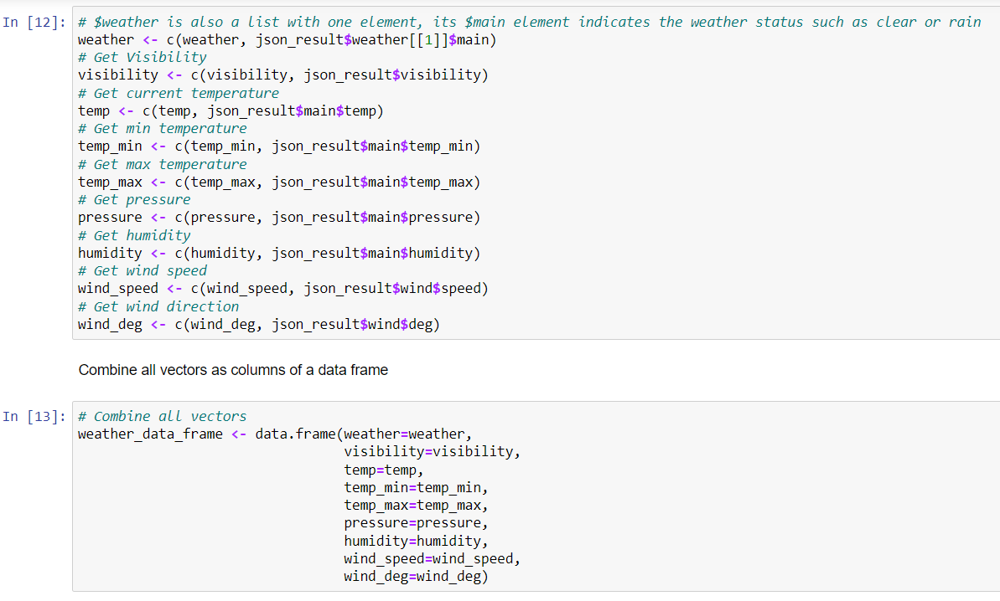 In [12]: # $weather is also a list with one element, its $main element indicates the weather status such as clear or rain
weather <- c(weather, json_result$weather[[1]]$main)
# Get Visibility
visibility <- c(visibility, json_result$visibility)
# Get current temperature
temp <- c(temp, json_result$main$temp)
# Get min temperature
temp_min <- c(temp_min, json_result$main$temp_min)
# Get max temperature
temp_max <- c(temp_max, json_result$main$temp_max)
# Get pressure
pressure <- c(pressure, json_result$main$pressure)
# Get humidity
humidity <- c(humidity, json_result$main$humidity)
# Get wind speed
wind_speed <- c(wind_speed, json_result$wind$speed)
# Get wind direction
wind_deg <- c(wind_deg, json_result$wind$deg)
Combine all vectors as columns of a data frame
In [13]: # Combine all vectors
weather_data_frame <- data.frame(weather=weather,
visibility=visibility,
temp=temp,
temp_min=temp_min,
temp_max=temp_max,
pressure=pressure,
humidity=humidity,
wind_speed=wind_speed,
wind_deg=wind_deg)